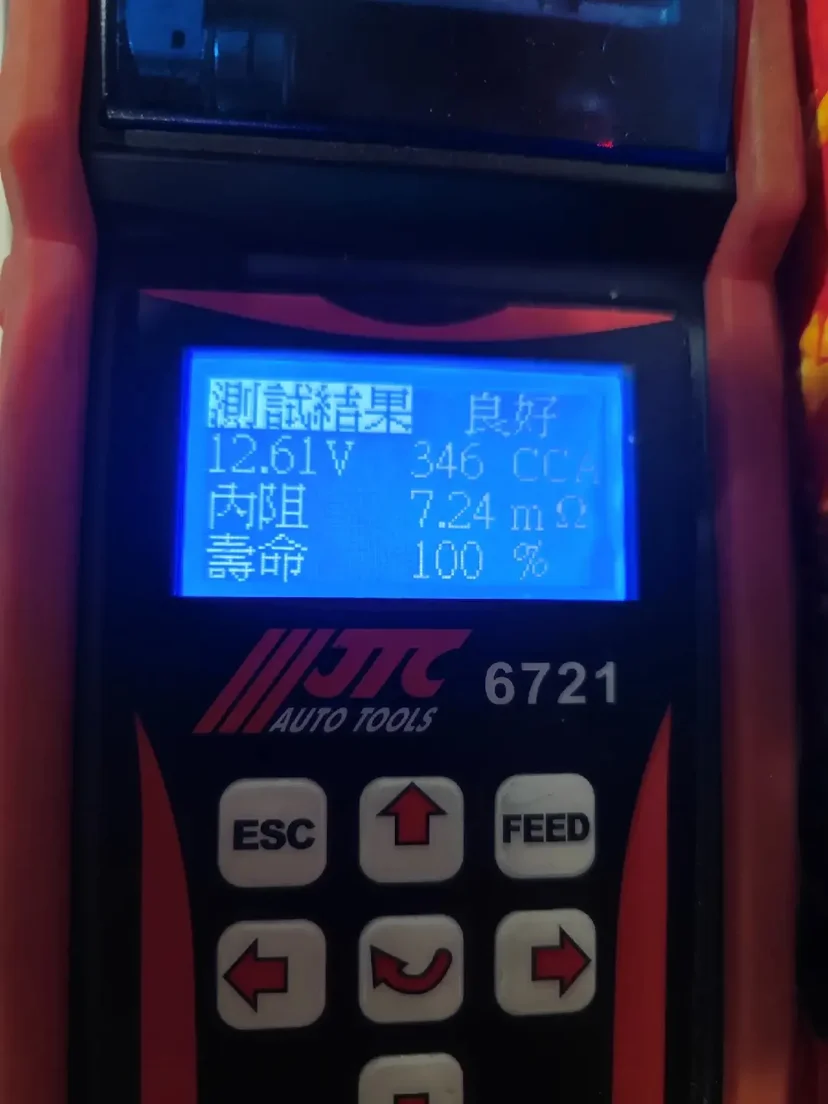 測試結果 良好
12.61V 346 CCA
內阻 7.24 mΩ
壽命 100 %
JTC 6721
AUTO TOOLS
ESC FEED